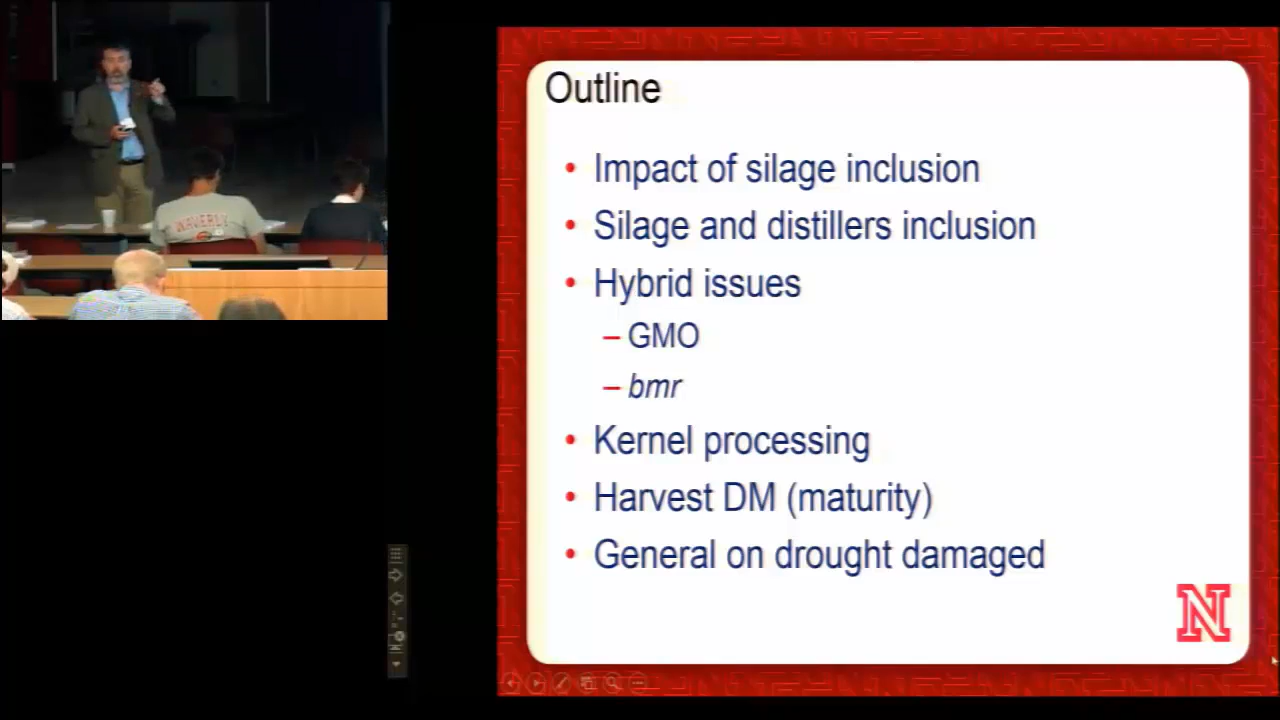 WAVERLY
Outline
• Impact of silage inclusion
• Silage and distillers inclusion
• Hybrid issues
– GMO
– bmr
• Kernel processing
• Harvest DM (maturity)
• General on drought damaged
N